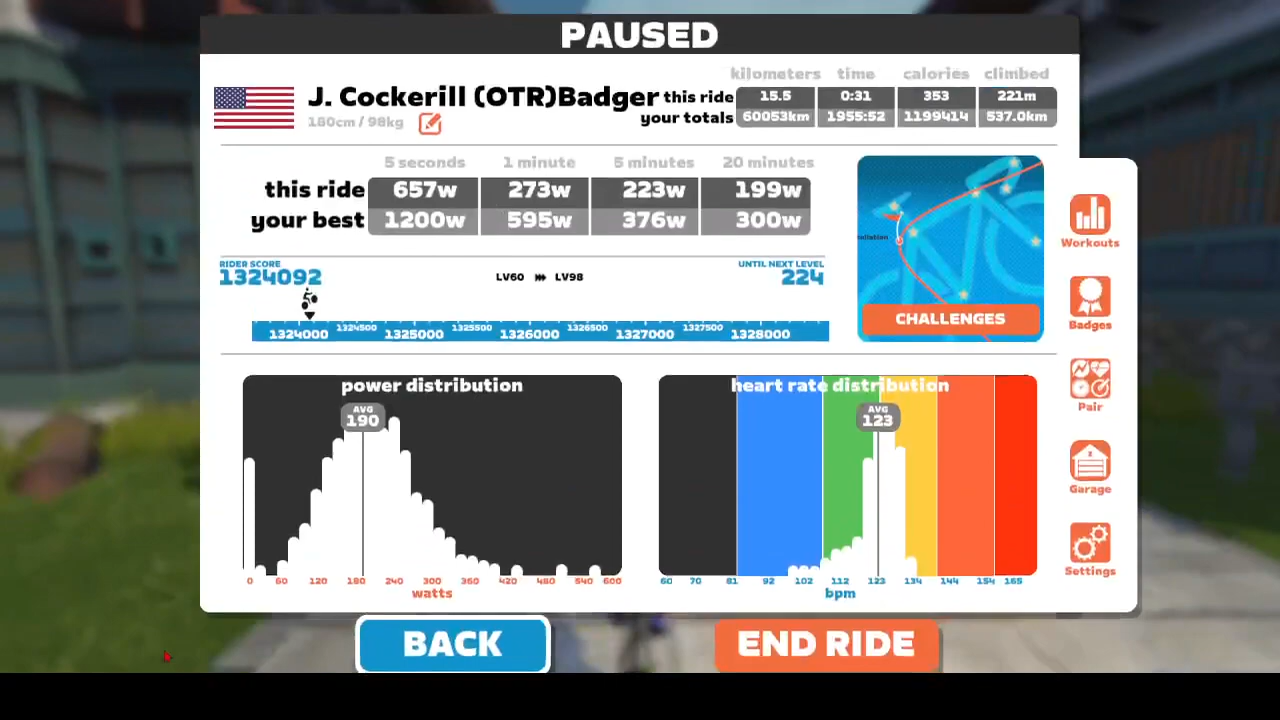 PAUSED
kilometers time calories climbed
J. Cockerill (OTR)Badger this ride 15.5 0:31 353 221m
180cm / 98kg your totals 60053km 1955:52 1199414 537.0km
5 seconds 1 minute 5 minutes 20 minutes
this ride 657w 273w 223w 199w
your best 1200w 595w 376w 300w
RIDER SCORE
1324092
LV60 LV98
UNTIL NEXT LEVEL
224
1324000 1324500 1325000 1325500 1326000 1326500 1327000 1327500 1328000
CHALLENGES
Workouts
Badges
Pair
Garage
Settings
power distribution
AVG
190
0 60 120 180 240 300 360 420 480 540 600
watts
heart rate distribution
AVG
123
60 70 81 92 102 112 123 134 144 154 165
bpm
BACK END RIDE